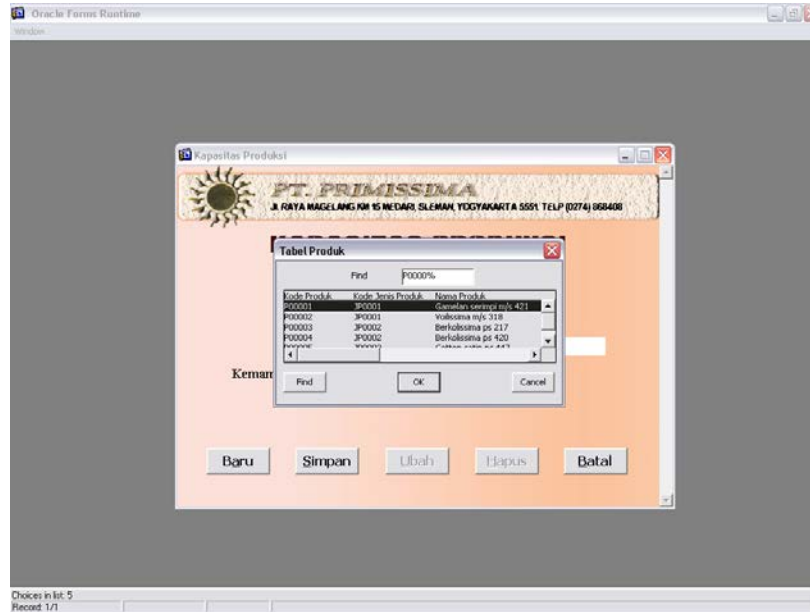 Oracle Forms Runtime
Window
Kapasitas Produksi
PT. PRIMISSIMA
JL RAYA MAGELANG KM 15 MEDARI, SLEMAN, YOGYAKARTA 5551. TELP (0274) 868408
Tabel Produk
Find P0000%
Kode Produk Kode Jenis Produk Nama Produk
P00001 JP0001 Gamelan serimpi m/s 421
P00002 JP0001 Voilissima m/s 318
P00003 JP0002 Berkolissima ps 217
P00004 JP0002 Berkolissima ps 420
Find OK Cancel
Baru Simpan Ubah Hapus Batal
Choices in list: 5
Record: 1/1